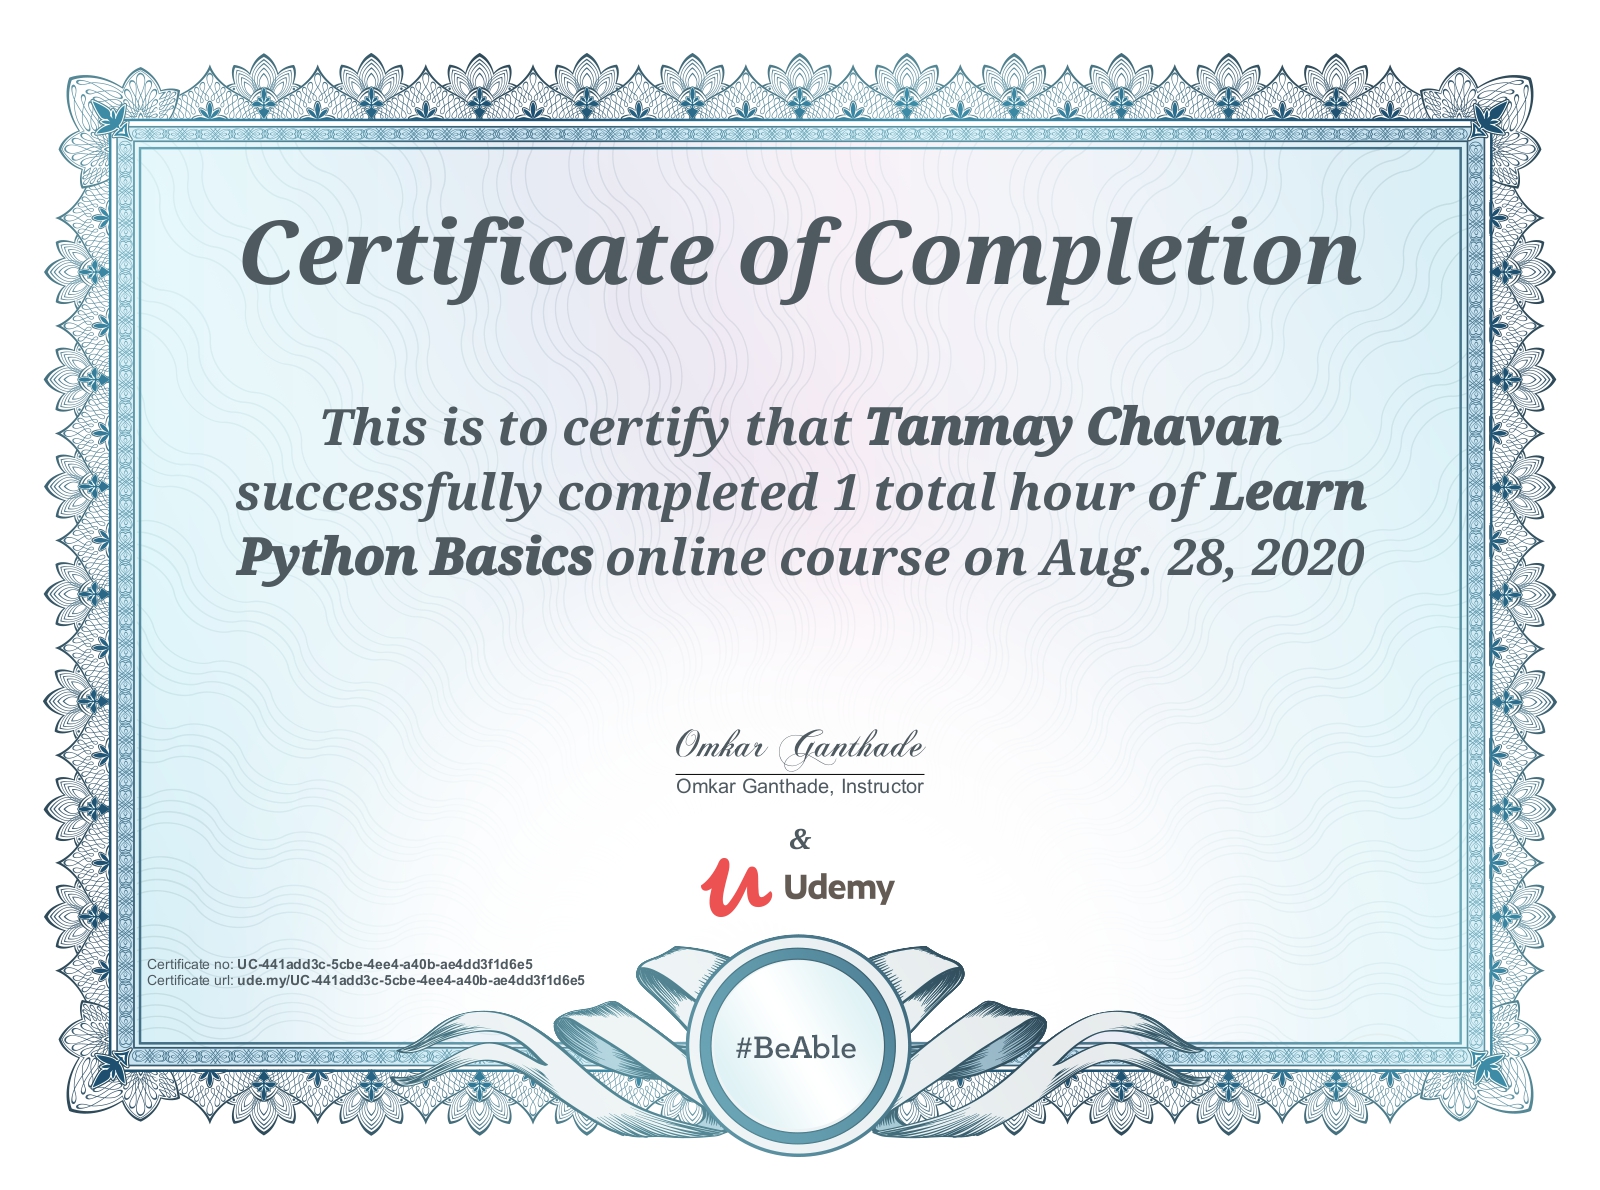 Certificate of Completion
This is to certify that Tanmay Chavan
successfully completed 1 total hour of Learn
Python Basics online course on Aug. 28, 2020
Omkar Ganthade
Omkar Ganthade, Instructor
&
Udemy
Certificate no: UC-441add3c-5cbe-4ee4-a40b-ae4dd3f1d6e5
Certificate url: ude.my/UC-441add3c-5cbe-4ee4-a40b-ae4dd3f1d6e5
#BeAble